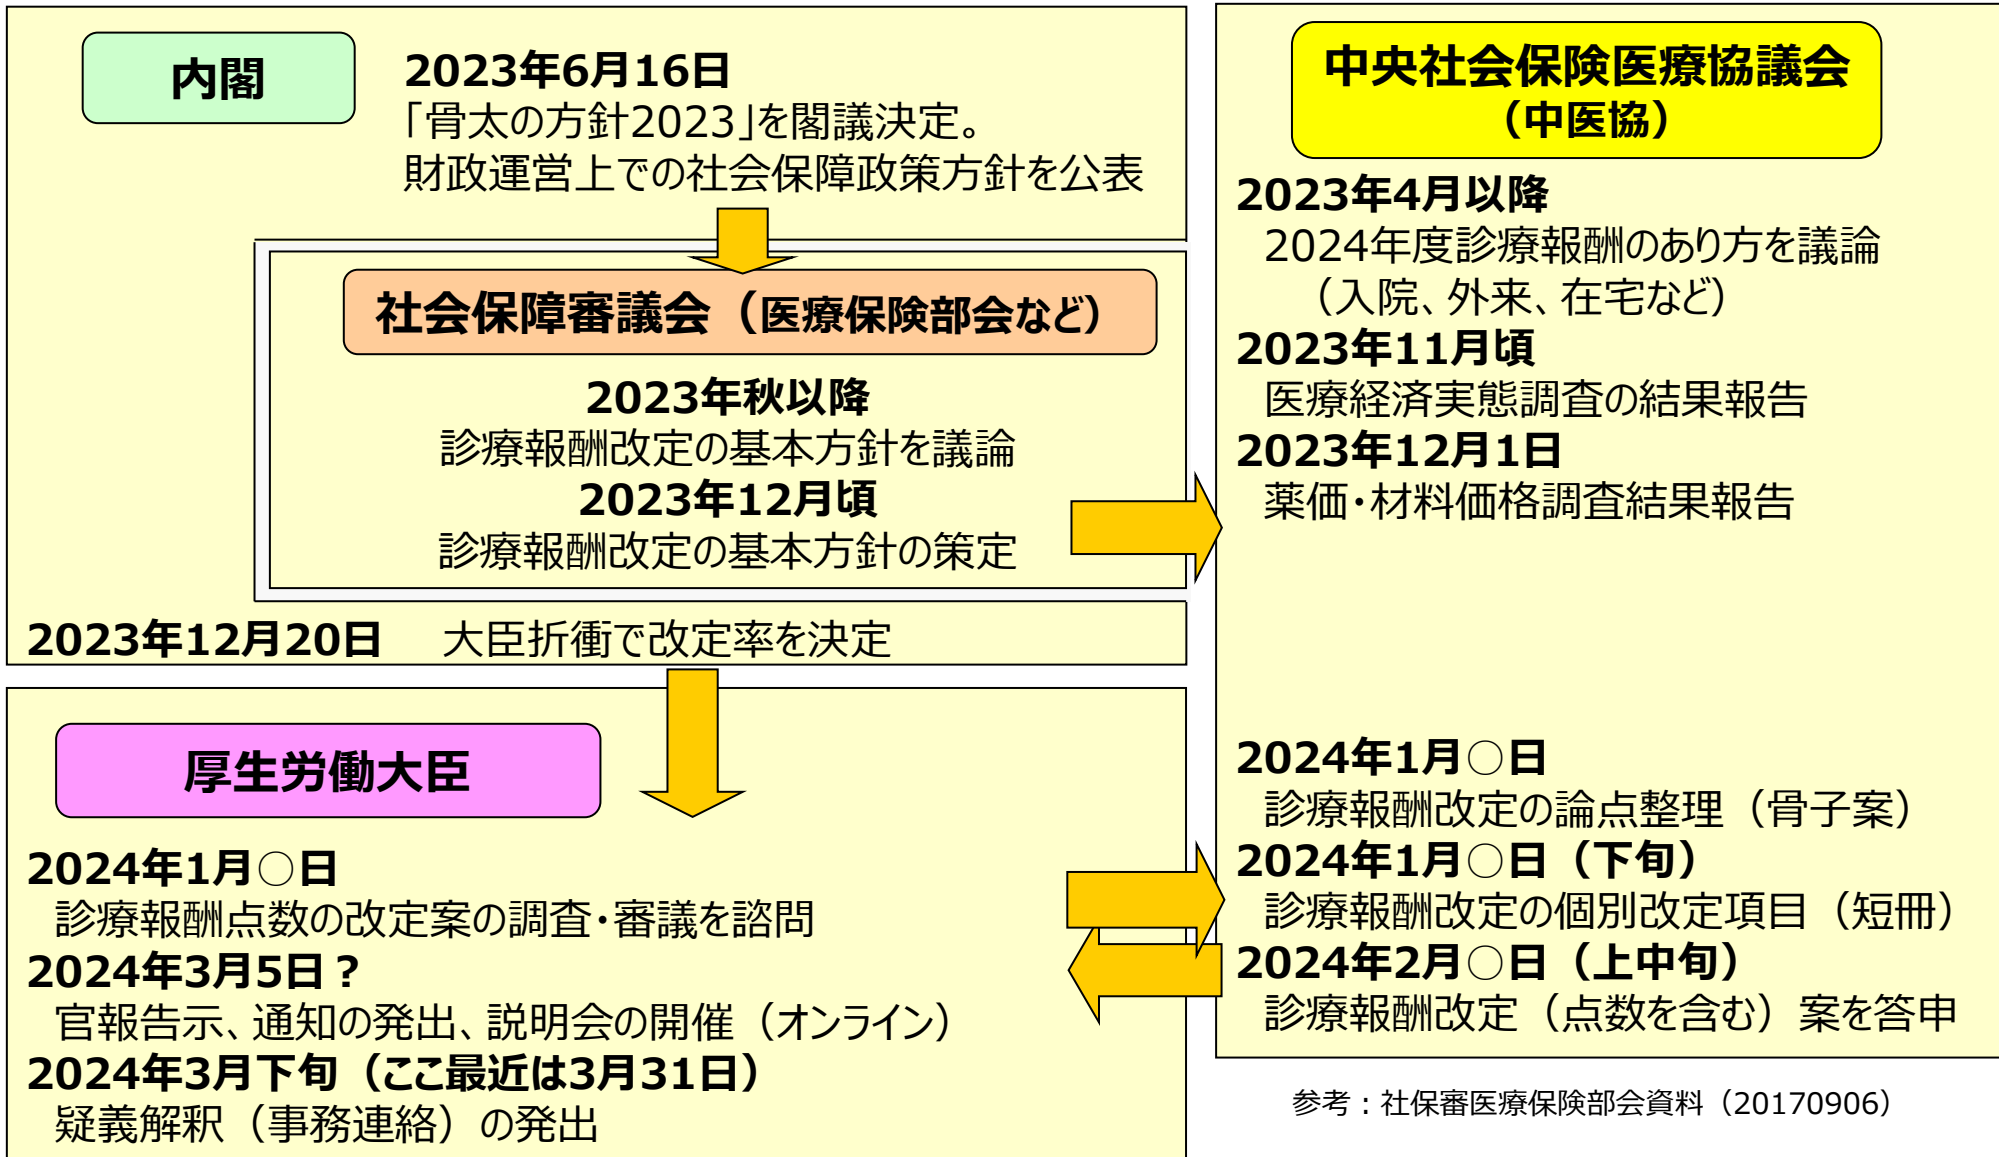 内閣
2023年6月16日
「骨太の方針2023」を閣議決定。
財政運営上での社会保障政策方針を公表
社会保障審議会（医療保険部会など）
2023年秋以降
診療報酬改定の基本方針を議論
2023年12月頃
診療報酬改定の基本方針の策定
2023年12月20日　大臣折衝で改定率を決定
厚生労働大臣
2024年1月○日
診療報酬点数の改定案の調査・審議を諮問
2024年3月5日？
官報告示、通知の発出、説明会の開催（オンライン）
2024年3月下旬（ここ最近は3月31日）
疑義解釈（事務連絡）の発出
中央社会保険医療協議会
（中医協）
2023年4月以降
2024年度診療報酬のあり方を議論
（入院、外来、在宅など）
2023年11月頃
医療経済実態調査の結果報告
2023年12月1日
薬価・材料価格調査結果報告
2024年1月○日
診療報酬改定の論点整理（骨子案）
2024年1月○日（下旬）
診療報酬改定の個別改定項目（短冊）
2024年2月○日（上中旬）
診療報酬改定（点数を含む）案を答申
参考：社保審医療保険部会資料（20170906）